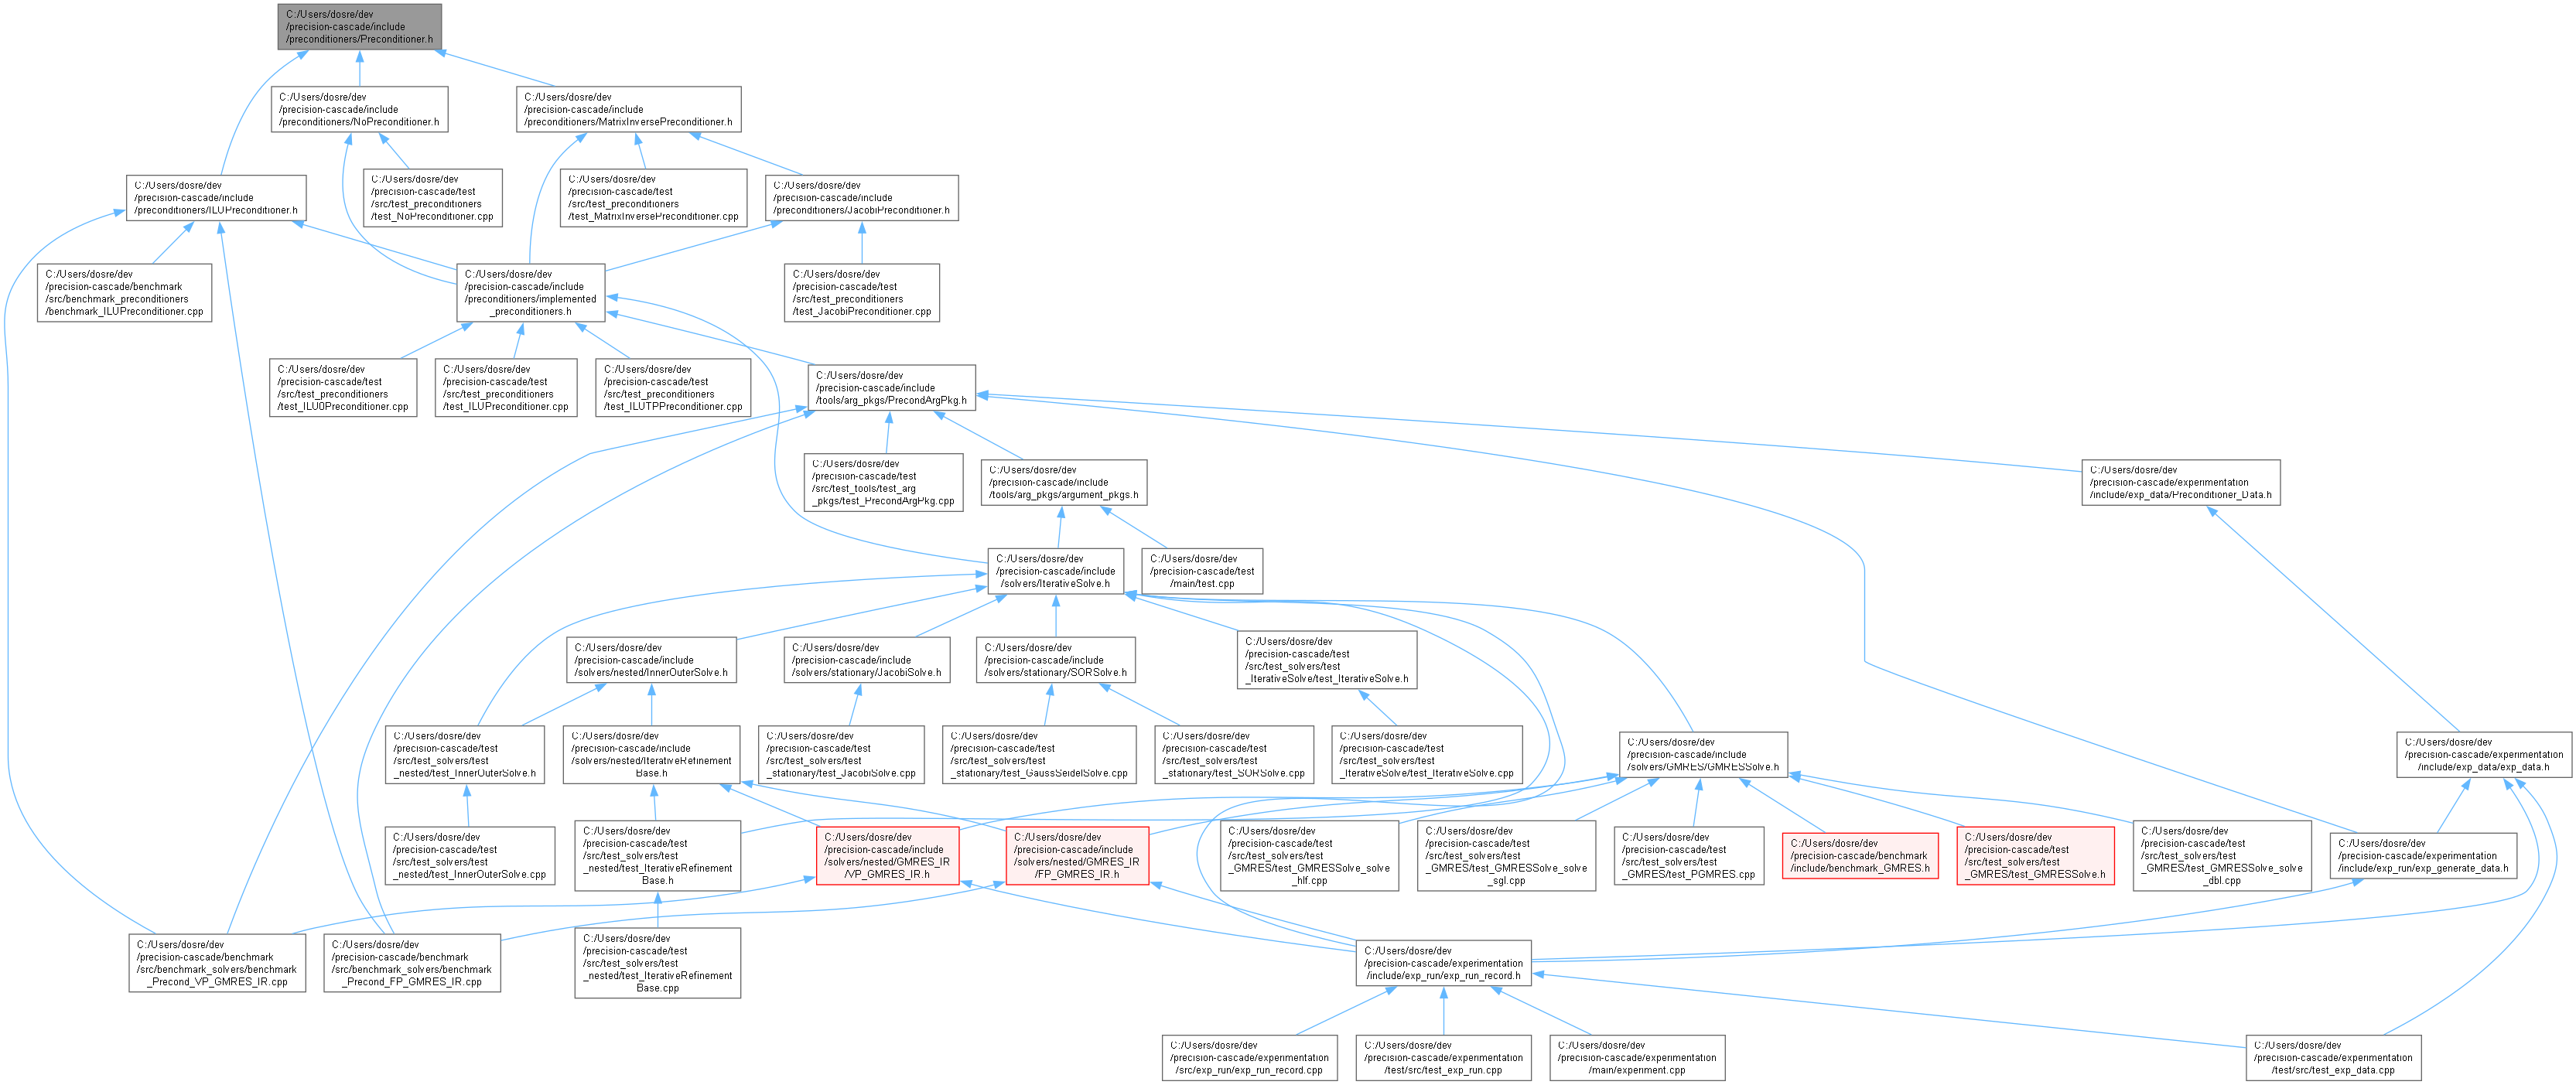 C:/Users/dosre/dev
/precision-cascade/include
/preconditioners/Preconditioner.h
C:/Users/dosre/dev
/precision-cascade/include
/preconditioners/NoPreconditioner.h
C:/Users/dosre/dev
/precision-cascade/include
/preconditioners/MatrixInversePreconditioner.h
C:/Users/dosre/dev
/precision-cascade/include
/preconditioners/ILUPreconditioner.h
C:/Users/dosre/dev
/precision-cascade/test
/src/test_preconditioners
/test_NoPreconditioner.cpp
C:/Users/dosre/dev
/precision-cascade/test
/src/test_preconditioners
/test_MatrixInversePreconditioner.cpp
C:/Users/dosre/dev
/precision-cascade/include
/preconditioners/JacobiPreconditioner.h
C:/Users/dosre/dev
/precision-cascade/benchmark
/src/benchmark_preconditioners
/benchmark_ILUPreconditioner.cpp
C:/Users/dosre/dev
/precision-cascade/include
/preconditioners/implemented
_preconditioners.h
C:/Users/dosre/dev
/precision-cascade/test
/src/test_preconditioners
/test_JacobiPreconditioner.cpp
C:/Users/dosre/dev
/precision-cascade/test
/src/test_preconditioners
/test_ILU0Preconditioner.cpp
C:/Users/dosre/dev
/precision-cascade/test
/src/test_preconditioners
/test_ILUPreconditioner.cpp
C:/Users/dosre/dev
/precision-cascade/test
/src/test_preconditioners
/test_ILUTPPreconditioner.cpp
C:/Users/dosre/dev
/precision-cascade/include
/tools/arg_pkgs/PrecondArgPkg.h
C:/Users/dosre/dev
/precision-cascade/test
/src/test_tools/test_arg
_pkgs/test_PrecondArgPkg.cpp
C:/Users/dosre/dev
/precision-cascade/include
/tools/arg_pkgs/argument_pkgs.h
C:/Users/dosre/dev
/precision-cascade/experimentation
/include/exp_data/Preconditioner_Data.h
C:/Users/dosre/dev
/precision-cascade/include
/solvers/IterativeSolve.h
C:/Users/dosre/dev
/precision-cascade/test
/main/test.cpp
C:/Users/dosre/dev
/precision-cascade/include
/solvers/nested/InnerOuterSolve.h
C:/Users/dosre/dev
/precision-cascade/include
/solvers/stationary/JacobiSolve.h
C:/Users/dosre/dev
/precision-cascade/include
/solvers/stationary/SORSolve.h
C:/Users/dosre/dev
/precision-cascade/test
/src/test_solvers/test
_IterativeSolve/test_IterativeSolve.h
C:/Users/dosre/dev
/precision-cascade/test
/src/test_solvers/test
_nested/test_InnerOuterSolve.h
C:/Users/dosre/dev
/precision-cascade/include
/solvers/nested/IterativeRefinement
Base.h
C:/Users/dosre/dev
/precision-cascade/test
/src/test_solvers/test
_stationary/test_JacobiSolve.cpp
C:/Users/dosre/dev
/precision-cascade/test
/src/test_solvers/test
_stationary/test_GaussSeidelSolve.cpp
C:/Users/dosre/dev
/precision-cascade/test
/src/test_solvers/test
_stationary/test_SORSolve.cpp
C:/Users/dosre/dev
/precision-cascade/test
/src/test_solvers/test
_IterativeSolve/test_IterativeSolve.cpp
C:/Users/dosre/dev
/precision-cascade/include
/solvers/GMRES/GMRESSolve.h
C:/Users/dosre/dev
/precision-cascade/experimentation
/include/exp_data/exp_data.h
C:/Users/dosre/dev
/precision-cascade/test
/src/test_solvers/test
_nested/test_InnerOuterSolve.cpp
C:/Users/dosre/dev
/precision-cascade/test
/src/test_solvers/test
_nested/test_IterativeRefinement
Base.h
C:/Users/dosre/dev
/precision-cascade/include
/solvers/nested/GMRES_IR
/VP_GMRES_IR.h
C:/Users/dosre/dev
/precision-cascade/include
/solvers/nested/GMRES_IR
/FP_GMRES_IR.h
C:/Users/dosre/dev
/precision-cascade/test
/src/test_solvers/test
_GMRES/test_GMRESSolve_solve
_hlf.cpp
C:/Users/dosre/dev
/precision-cascade/test
/src/test_solvers/test
_GMRES/test_GMRESSolve_solve
_sgl.cpp
C:/Users/dosre/dev
/precision-cascade/test
/src/test_solvers/test
_GMRES/test_PGMRES.cpp
C:/Users/dosre/dev
/precision-cascade/benchmark
/include/benchmark_GMRES.h
C:/Users/dosre/dev
/precision-cascade/test
/src/test_solvers/test
_GMRES/test_GMRESSolve.h
C:/Users/dosre/dev
/precision-cascade/test
/src/test_solvers/test
_GMRES/test_GMRESSolve_solve
_dbl.cpp
C:/Users/dosre/dev
/precision-cascade/experimentation
/include/exp_run/exp_generate_data.h
C:/Users/dosre/dev
/precision-cascade/benchmark
/src/benchmark_solvers/benchmark
_Precond_VP_GMRES_IR.cpp
C:/Users/dosre/dev
/precision-cascade/benchmark
/src/benchmark_solvers/benchmark
_Precond_FP_GMRES_IR.cpp
C:/Users/dosre/dev
/precision-cascade/test
/src/test_solvers/test
_nested/test_IterativeRefinement
Base.cpp
C:/Users/dosre/dev
/precision-cascade/experimentation
/include/exp_run/exp_run_record.h
C:/Users/dosre/dev
/precision-cascade/experimentation
/src/exp_run/exp_run_record.cpp
C:/Users/dosre/dev
/precision-cascade/experimentation
/test/src/test_exp_run.cpp
C:/Users/dosre/dev
/precision-cascade/experimentation
/main/experiment.cpp
C:/Users/dosre/dev
/precision-cascade/experimentation
/test/src/test_exp_data.cpp